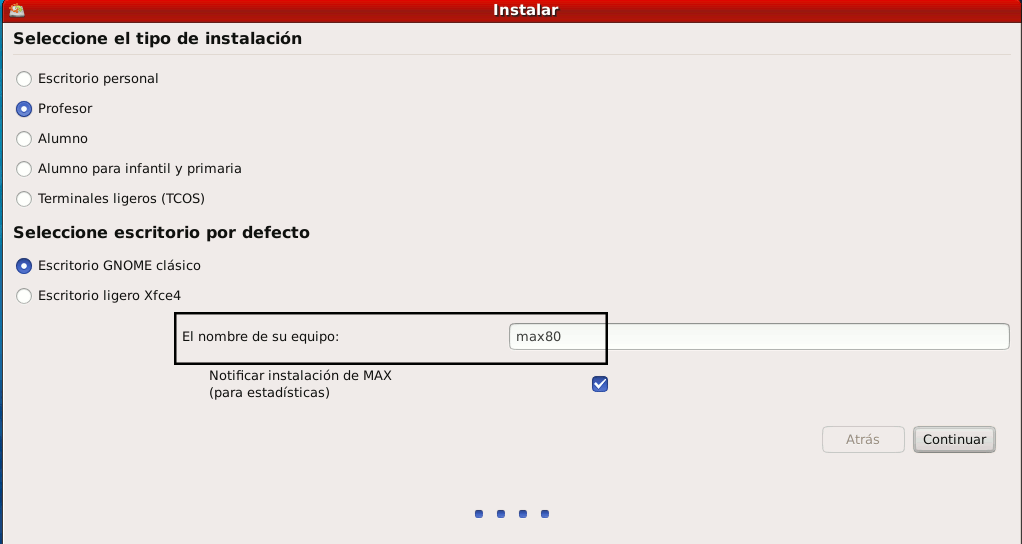 Instalar
Seleccione el tipo de instalación
Escritorio personal
Profesor
Alumno
Alumno para infantil y primaria
Terminales ligeros (TCOS)
Seleccione escritorio por defecto
Escritorio GNOME clásico
Escritorio ligero Xfce4
El nombre de su equipo: max80
Notificar instalación de MAX
(para estadísticas)
Atrás Continuar